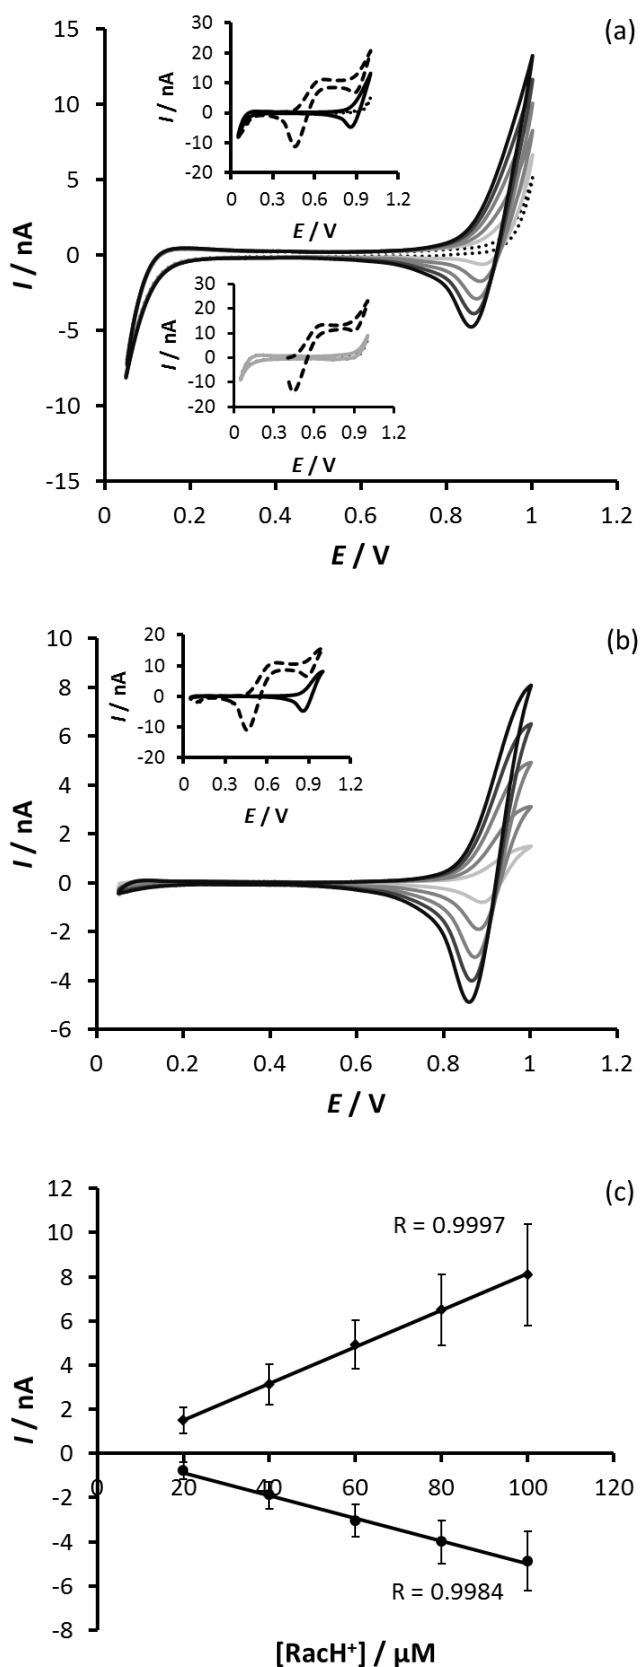 (a)
I / nA
15
10
5
0
-5
-10
-15
0 0.2 0.4 0.6 0.8 1 1.2
E / V
I / nA
30
20
10
0
-10
-20
0 0.3 0.6 0.9 1.2
E / V
I / nA
30
20
10
0
-10
-20
0 0.3 0.6 0.9 1.2
E / V
(b)
I / nA
10
8
6
4
2
0
-2
-4
-6
0 0.2 0.4 0.6 0.8 1 1.2
E / V
I / nA
20
10
0
-10
-20
0 0.3 0.6 0.9 1.2
E / V
(c)
I / nA
12
10
8
6
4
2
0
-2
-4
-6
-8
0 20 40 60 80 100 120
R = 0.9997
R = 0.9984
[RacH⁺] / µM